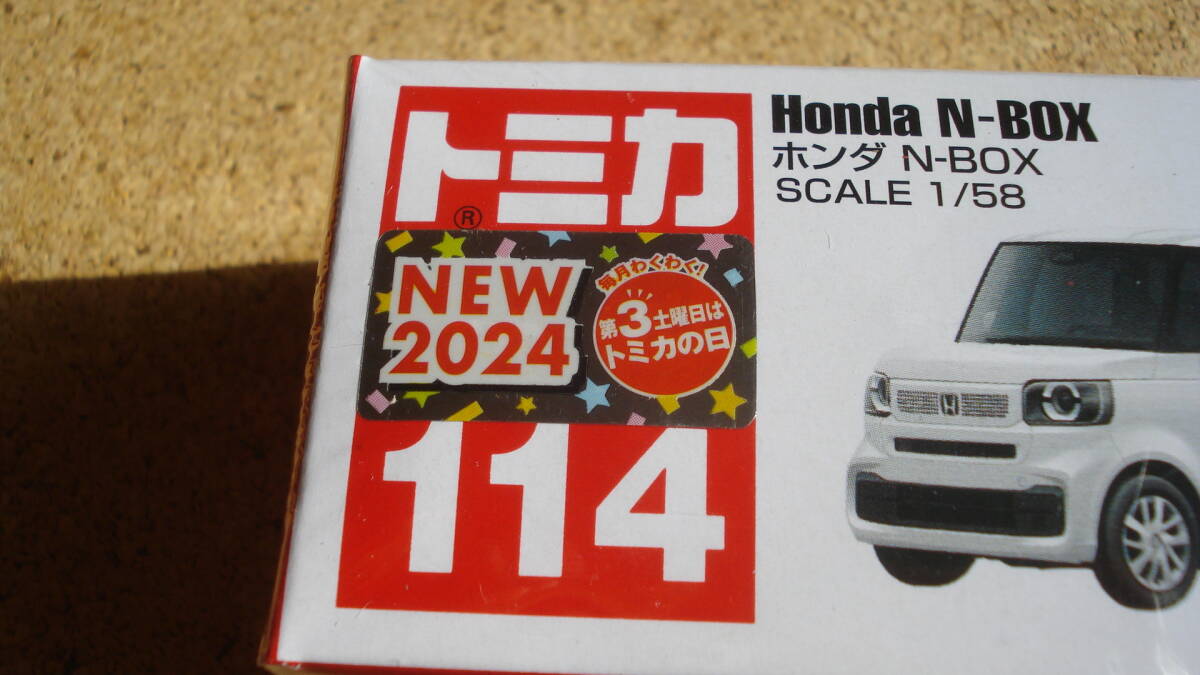 トミカ
®
NEW
2024
毎月わくわく!
第3土曜日は
トミカの日
114
Honda N-BOX
ホンダ N-BOX
SCALE 1/58